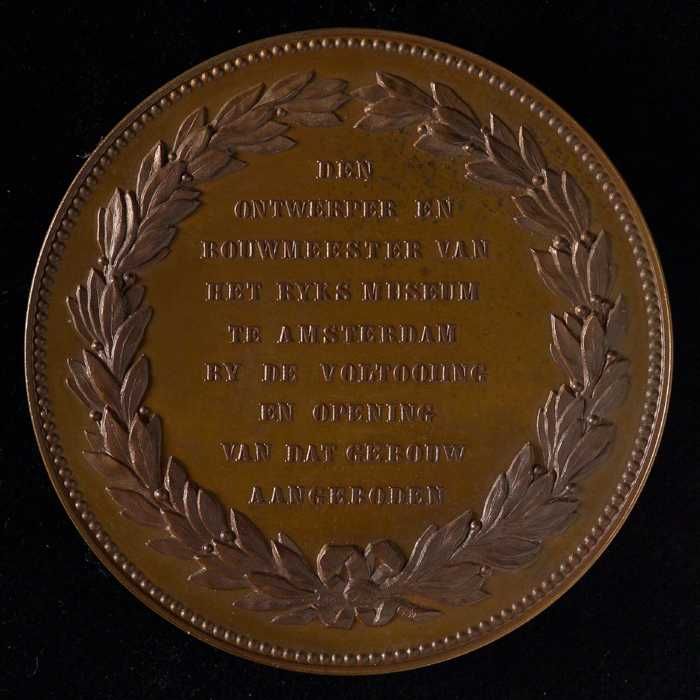 DEN
ONTWERPER EN
BOUWMEESTER VAN
HET RYKS MUSEUM
TE AMSTERDAM
BY DE VOLTOOIING
EN OPENING
VAN DAT GEBOUW
AANGEBODEN